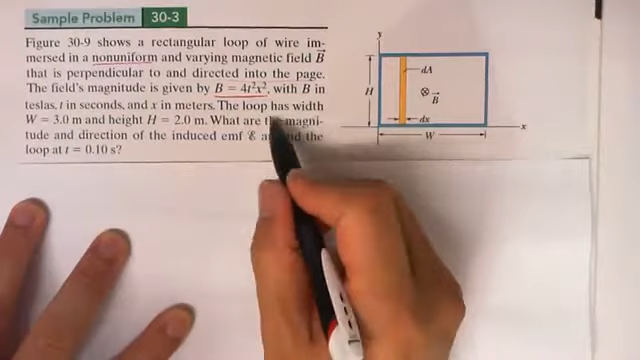 Sample Problem 30-3
Figure 30-9 shows a rectangular loop of wire im-
mersed in a nonuniform and varying magnetic field B⃗
that is perpendicular to and directed into the page.
The field's magnitude is given by B = 4t²x², with B in
teslas, t in seconds, and x in meters. The loop has width
W = 3.0 m and height H = 2.0 m. What are the magni-
tude and direction of the induced emf ℰ around the
loop at t = 0.10 s?
y
dA
H
⊗ B⃗
dx
x
W